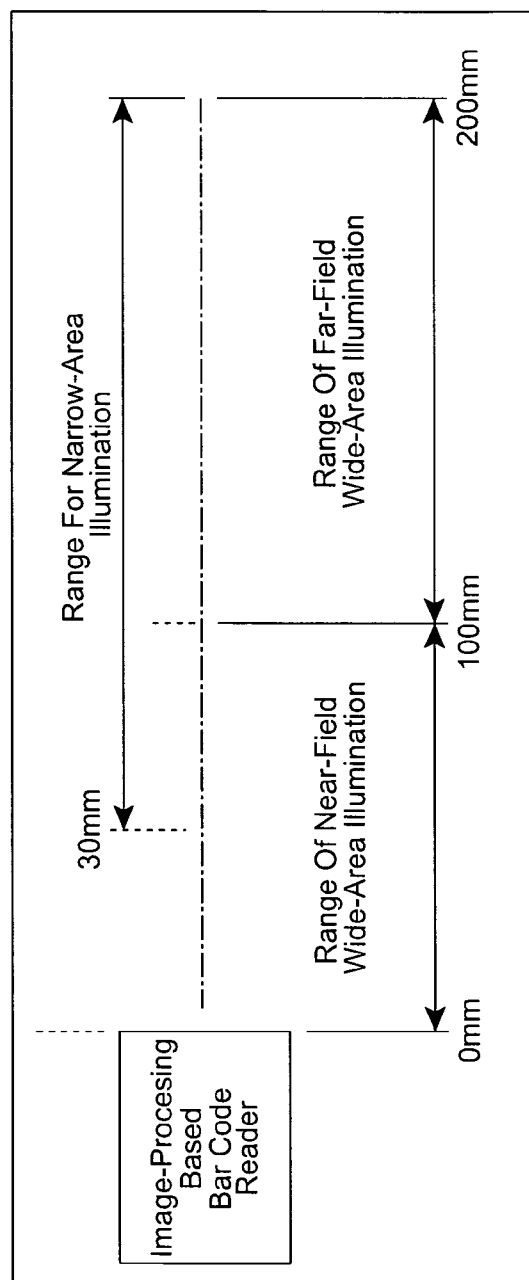 Image-Procesing
Based
Bar Code
Reader
30mm
Range For Narrow-Area
Illumination
Range Of Near-Field
Wide-Area Illumination
Range Of Far-Field
Wide-Area Illumination
0mm
100mm
200mm